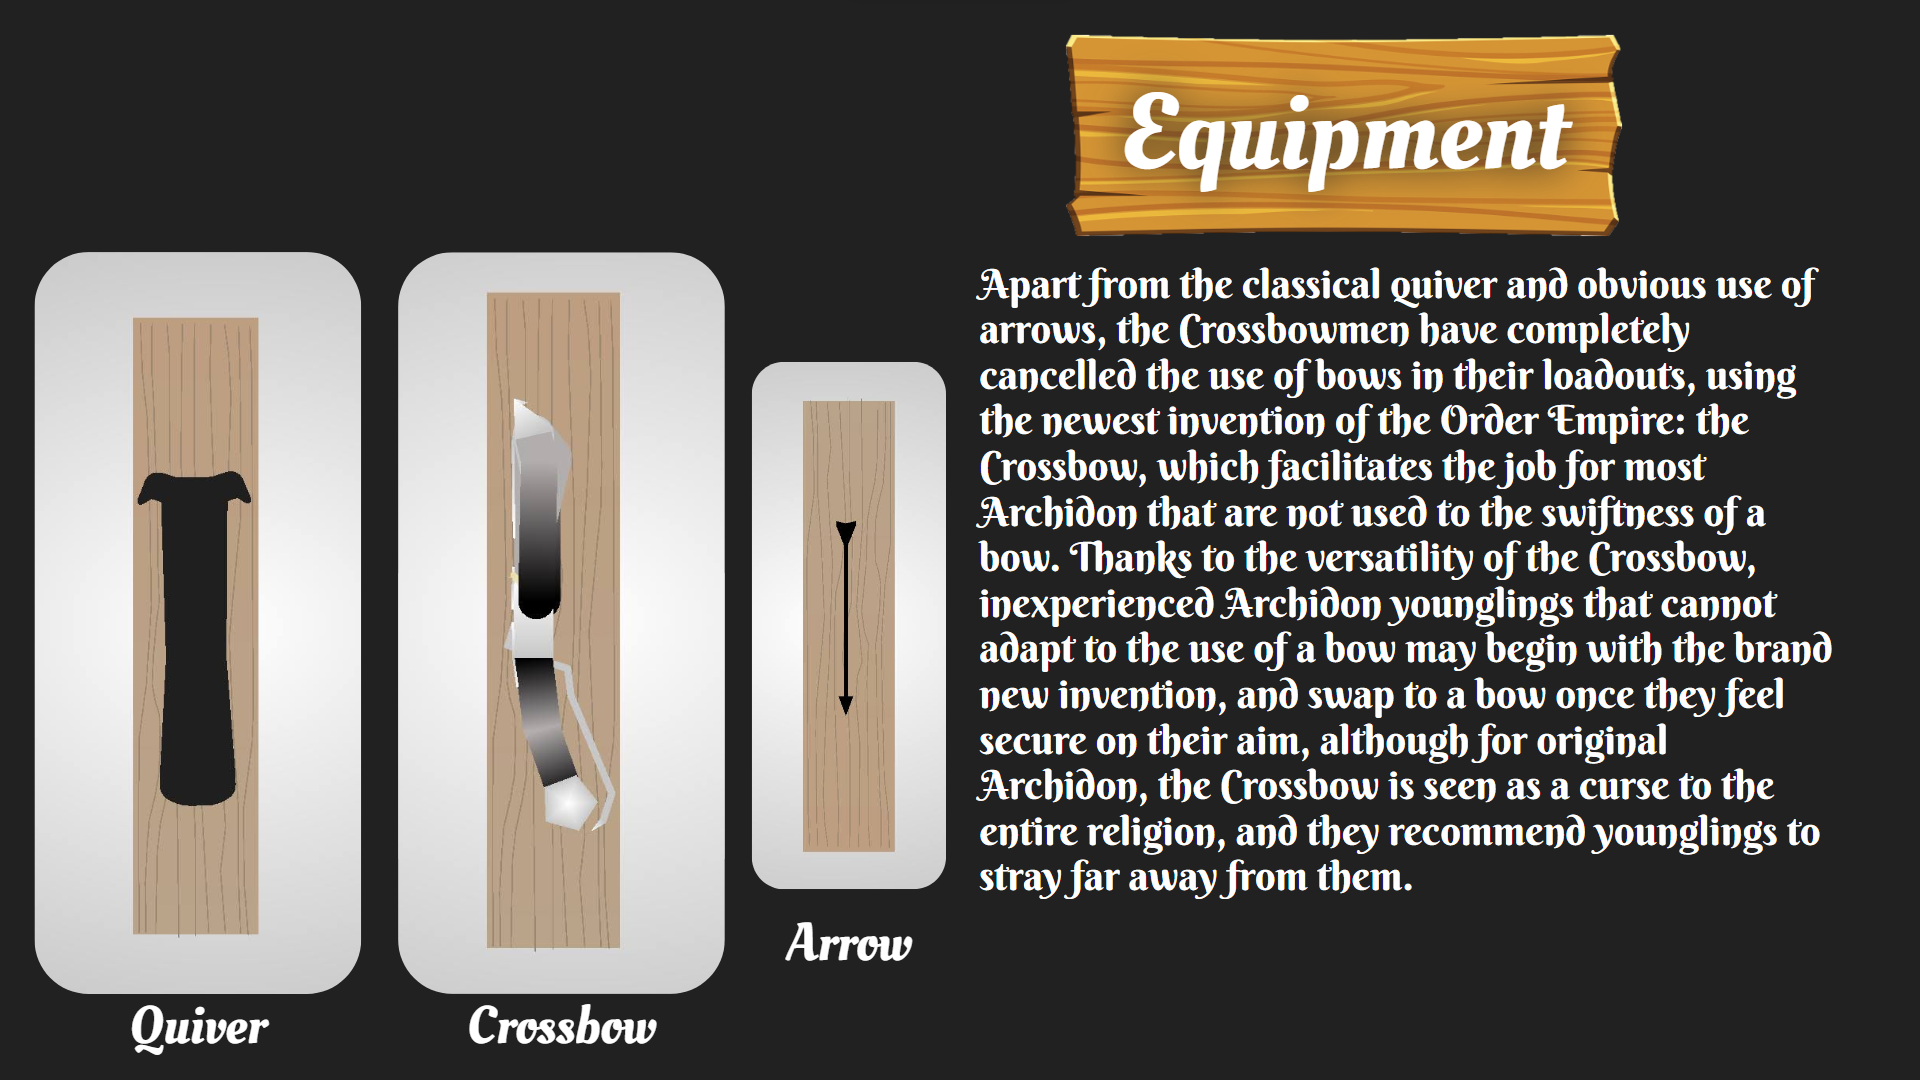 Equipment
Apart from the classical quiver and obvious use of
arrows, the Crossbowmen have completely
cancelled the use of bows in their loadouts, using
the newest invention of the Order Empire: the
Crossbow, which facilitates the job for most
Archidon that are not used to the swiftness of a
bow. Thanks to the versatility of the Crossbow,
inexperienced Archidon younglings that cannot
adapt to the use of a bow may begin with the brand
new invention, and swap to a bow once they feel
secure on their aim, although for original
Archidon, the Crossbow is seen as a curse to the
entire religion, and they recommend younglings to
stray far away from them.
Quiver
Crossbow
Arrow